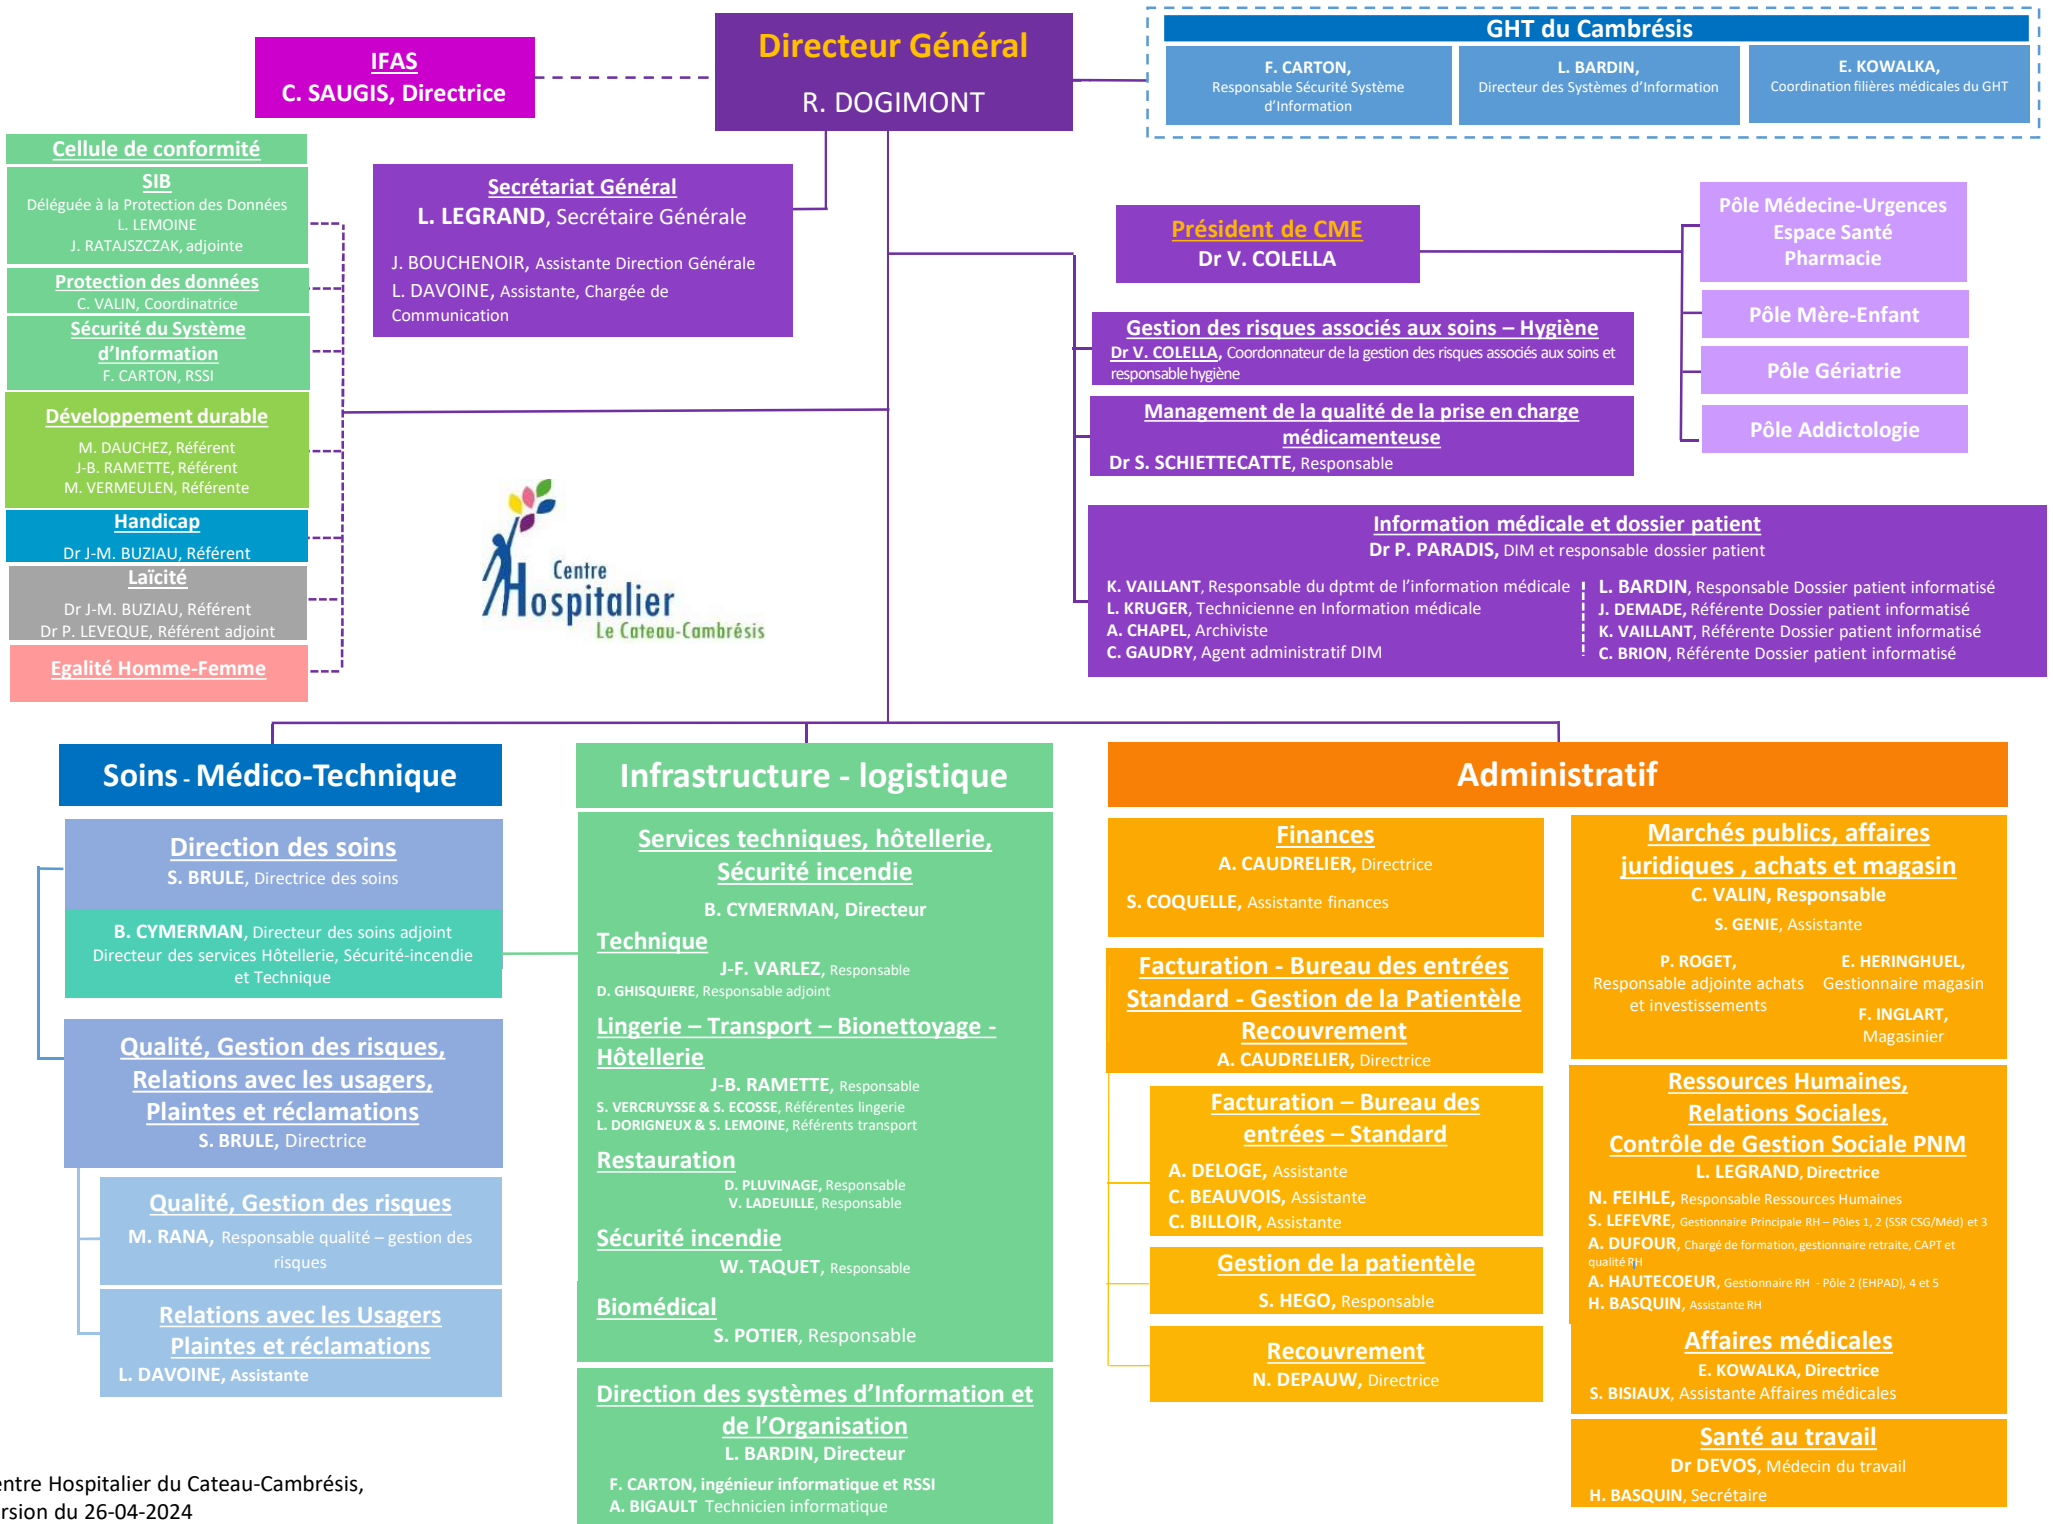 IFAS
C. SAUGIS, Directrice
Directeur Général
R. DOGIMONT
GHT du Cambrésis
F. CARTON,
Responsable Sécurité Système
d’Information
L. BARDIN,
Directeur des Systèmes d’Information
E. KOWALKA,
Coordination filières médicales du GHT
Cellule de conformité
SIB
Déléguée à la Protection des Données
L. LEMOINE
J. RATAJSZCZAK, adjointe
Protection des données
C. VALIN, Coordinatrice
Sécurité du Système
d’Information
F. CARTON, RSSI
Développement durable
M. DAUCHEZ, Référent
J-B. RAMETTE, Référent
M. VERMEULEN, Référente
Handicap
Dr J-M. BUZIAU, Référent
Laïcité
Dr J-M. BUZIAU, Référent
Dr P. LEVEQUE, Référent adjoint
Egalité Homme-Femme
Secrétariat Général
L. LEGRAND, Secrétaire Générale
J. BOUCHENOIR, Assistante Direction Générale
L. DAVOINE, Assistante, Chargée de
Communication
Président de CME
Dr V. COLELLA
Pôle Médecine-Urgences
Espace Santé
Pharmacie
Pôle Mère-Enfant
Pôle Gériatrie
Pôle Addictologie
Gestion des risques associés aux soins – Hygiène
Dr V. COLELLA, Coordonnateur de la gestion des risques associés aux soins et
responsable hygiène
Management de la qualité de la prise en charge
médicamenteuse
Dr S. SCHIETTECATTE, Responsable
Information médicale et dossier patient
Dr P. PARADIS, DIM et responsable dossier patient
K. VAILLANT, Responsable du dptmt de l’information médicale
L. KRUGER, Technicienne en Information médicale
A. CHAPEL, Archiviste
C. GAUDRY, Agent administratif DIM
L. BARDIN, Responsable Dossier patient informatisé
J. DEMADE, Référente Dossier patient informatisé
K. VAILLANT, Référente Dossier patient informatisé
C. BRION, Référente Dossier patient informatisé
Centre
Hospitalier
Le Cateau-Cambrésis
Soins - Médico-Technique
Direction des soins
S. BRULE, Directrice des soins
B. CYMERMAN, Directeur des soins adjoint
Directeur des services Hôtellerie, Sécurité-incendie
et Technique
Qualité, Gestion des risques,
Relations avec les usagers,
Plaintes et réclamations
S. BRULE, Directrice
Qualité, Gestion des risques
M. RANA, Responsable qualité – gestion des
risques
Relations avec les Usagers
Plaintes et réclamations
L. DAVOINE, Assistante
Infrastructure - logistique
Services techniques, hôtellerie,
Sécurité incendie
B. CYMERMAN, Directeur
Technique
J-F. VARLEZ, Responsable
D. GHISQUIERE, Responsable adjoint
Lingerie – Transport – Bionettoyage -
Hôtellerie
J-B. RAMETTE, Responsable
S. VERCRUYSSE & S. ECOSSE, Référentes lingerie
L. DORIGNEUX & S. LEMOINE, Référents transport
Restauration
D. PLUVINAGE, Responsable
V. LADEUILLE, Responsable
Sécurité incendie
W. TAQUET, Responsable
Biomédical
S. POTIER, Responsable
Direction des systèmes d’Information et
de l’Organisation
L. BARDIN, Directeur
F. CARTON, ingénieur informatique et RSSI
A. BIGAULT Technicien informatique
Administratif
Finances
A. CAUDRELIER, Directrice
S. COQUELLE, Assistante finances
Facturation - Bureau des entrées
Standard - Gestion de la Patientèle
Recouvrement
A. CAUDRELIER, Directrice
Facturation – Bureau des
entrées – Standard
A. DELOGE, Assistante
C. BEAUVOIS, Assistante
C. BILLOIR, Assistante
Gestion de la patientèle
S. HEGO, Responsable
Recouvrement
N. DEPAUW, Directrice
Marchés publics, affaires
juridiques , achats et magasin
C. VALIN, Responsable
S. GENIE, Assistante
P. ROGET,
Responsable adjointe achats
et investissements
E. HERINGHUEL,
Gestionnaire magasin
F. INGLART,
Magasinier
Ressources Humaines,
Relations Sociales,
Contrôle de Gestion Sociale PNM
L. LEGRAND, Directrice
N. FEIHLE, Responsable Ressources Humaines
S. LEFEVRE, Gestionnaire Principale RH – Pôles 1, 2 (SSR CSG/Méd) et 3
A. DUFOUR, Chargé de formation, gestionnaire retraite, CAPT et
qualité RH
A. HAUTECOEUR, Gestionnaire RH - Pôle 2 (EHPAD), 4 et 5
H. BASQUIN, Assistante RH
Affaires médicales
E. KOWALKA, Directrice
S. BISIAUX, Assistante Affaires médicales
Santé au travail
Dr DEVOS, Médecin du travail
H. BASQUIN, Secrétaire
entre Hospitalier du Cateau-Cambrésis,
rsion du 26-04-2024